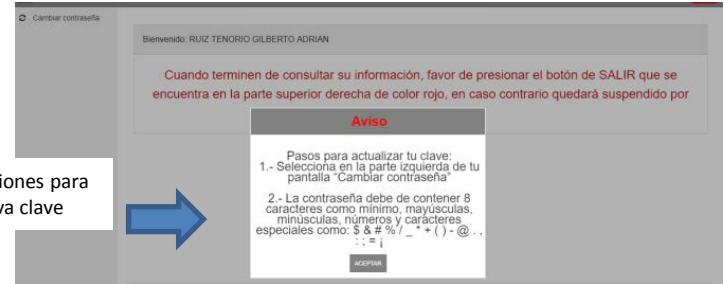 Cambiar contraseña
Bienvenido: RUIZ TENORIO GILBERTO ADRIAN
Cuando terminen de consultar su información, favor de presionar el botón de SALIR que se
encuentra en la parte superior derecha de color rojo, en caso contrario quedará suspendido por
Aviso
Pasos para actualizar tu clave:
1.- Selecciona en la parte izquierda de tu
pantalla "Cambiar contraseña"
2.- La contraseña debe de contener 8
caracteres como mínimo, mayúsculas,
minúsculas, números y carácteres
especiales como: $ & # % / _ * + ( ) - @ . ,
: ; = ¡
ACEPTAR
iones para
va clave